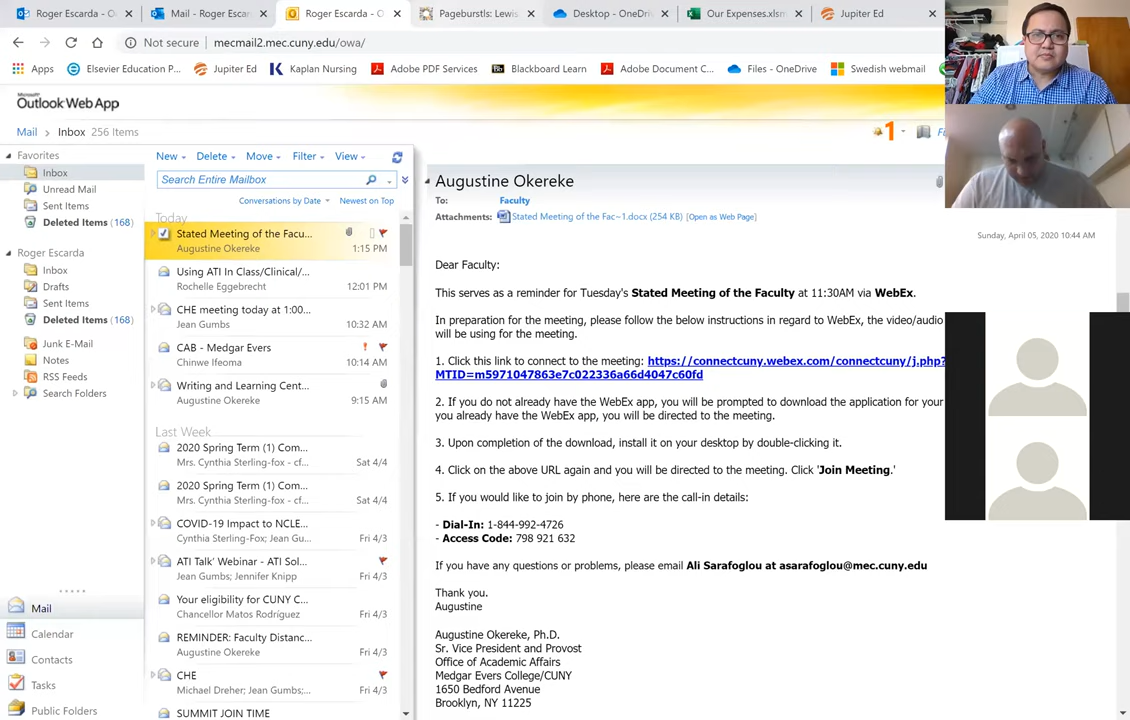 Outlook Web App - O
Mail - Roger Escar
Roger Escarda - O
Pageburstls: Lewis
Desktop - OneDri
Our Expenses.xlsm
Jupiter Ed
Not secure mecmail2.mec.cuny.edu/owa/
Apps Elsevier Education P... Jupiter Ed Kaplan Nursing Adobe PDF Services Blackboard Learn Adobe Document C... Files - OneDrive Swedish webmail
Microsoft
Outlook Web App
Mail > Inbox 256 Items
1
Favorites
Inbox
Unread Mail
Sent Items
Deleted Items (168)
Roger Escarda
Inbox
Drafts
Sent Items
Deleted Items (168)
Junk E-Mail
Notes
RSS Feeds
Search Folders
Mail
Calendar
Contacts
Tasks
Public Folders
New Delete Move Filter View
Search Entire Mailbox
Conversations by Date Newest on Top
Today
Stated Meeting of the Facu...
Augustine Okereke 1:15 PM
Using ATI In Class/Clinical/...
Rochelle Eggebrecht 12:01 PM
CHE meeting today at 1:00...
Jean Gumbs 10:32 AM
CAB - Medgar Evers
Chinwe Ifeoma 10:14 AM
Writing and Learning Cent...
Augustine Okereke 9:15 AM
Last Week
2020 Spring Term (1) Com...
Mrs. Cynthia Sterling-fox - cf... Sat 4/4
2020 Spring Term (1) Com...
Mrs. Cynthia Sterling-fox - cf... Sat 4/4
COVID-19 Impact to NCLE...
Cynthia Sterling-fox; Jean Gu... Fri 4/3
ATI Talk' Webinar - ATI Sol...
Jean Gumbs; Jennifer Knipp Fri 4/3
Your eligibility for CUNY C...
Chancellor Matos Rodríguez Fri 4/3
REMINDER: Faculty Distanc...
Augustine Okereke Fri 4/3
CHE
Michael Dreher; Jean Gumbs; Fri 4/3
SUMMIT JOIN TIME
Augustine Okereke
To: Faculty
Attachments: Stated Meeting of the Fac~1.docx (254 KB) [Open as Web Page]
Sunday, April 05, 2020 10:44 AM
Dear Faculty:
This serves as a reminder for Tuesday's Stated Meeting of the Faculty at 11:30AM via WebEx.
In preparation for the meeting, please follow the below instructions in regard to WebEx, the video/audio
will be using for the meeting.
1. Click this link to connect to the meeting: https://connectcuny.webex.com/connectcuny/j.php?
MTID=m5971047863e7c022336a66d4047c60fd
2. If you do not already have the WebEx app, you will be prompted to download the application for your
you already have the WebEx app, you will be directed to the meeting.
3. Upon completion of the download, install it on your desktop by double-clicking it.
4. Click on the above URL again and you will be directed to the meeting. Click 'Join Meeting.'
5. If you would like to join by phone, here are the call-in details:
- Dial-In: 1-844-992-4726
- Access Code: 798 921 632
If you have any questions or problems, please email Ali Sarafoglou at asarafoglou@mec.cuny.edu
Thank you.
Augustine
Augustine Okereke, Ph.D.
Sr. Vice President and Provost
Office of Academic Affairs
Medgar Evers College/CUNY
1650 Bedford Avenue
Brooklyn, NY 11225